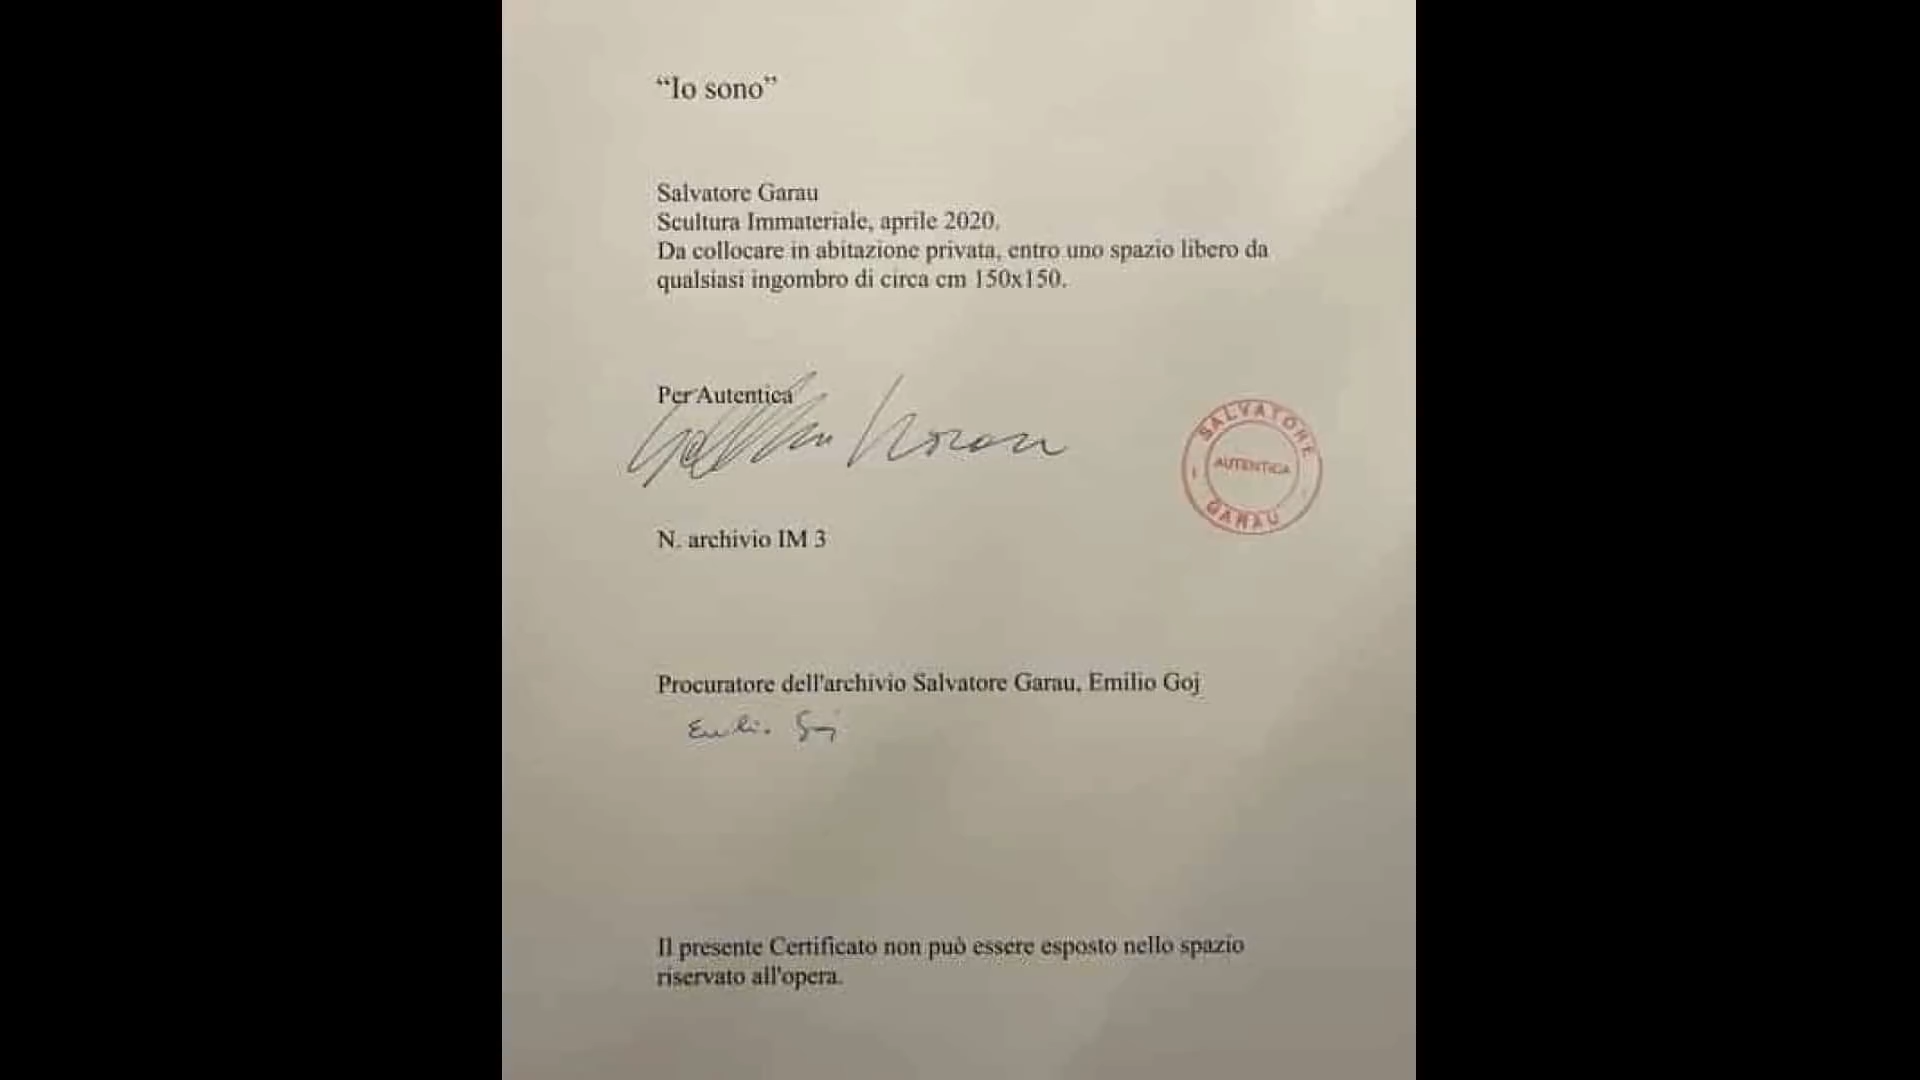 “Io sono”
Salvatore Garau
Scultura Immateriale, aprile 2020.
Da collocare in abitazione privata, entro uno spazio libero da
qualsiasi ingombro di circa cm 150x150.
Per Autentica
SALVATORE
AUTENTICA
GARAU
N. archivio IM 3
Procuratore dell'archivio Salvatore Garau, Emilio Goj
Emilio Goj
Il presente Certificato non può essere esposto nello spazio
riservato all'opera.